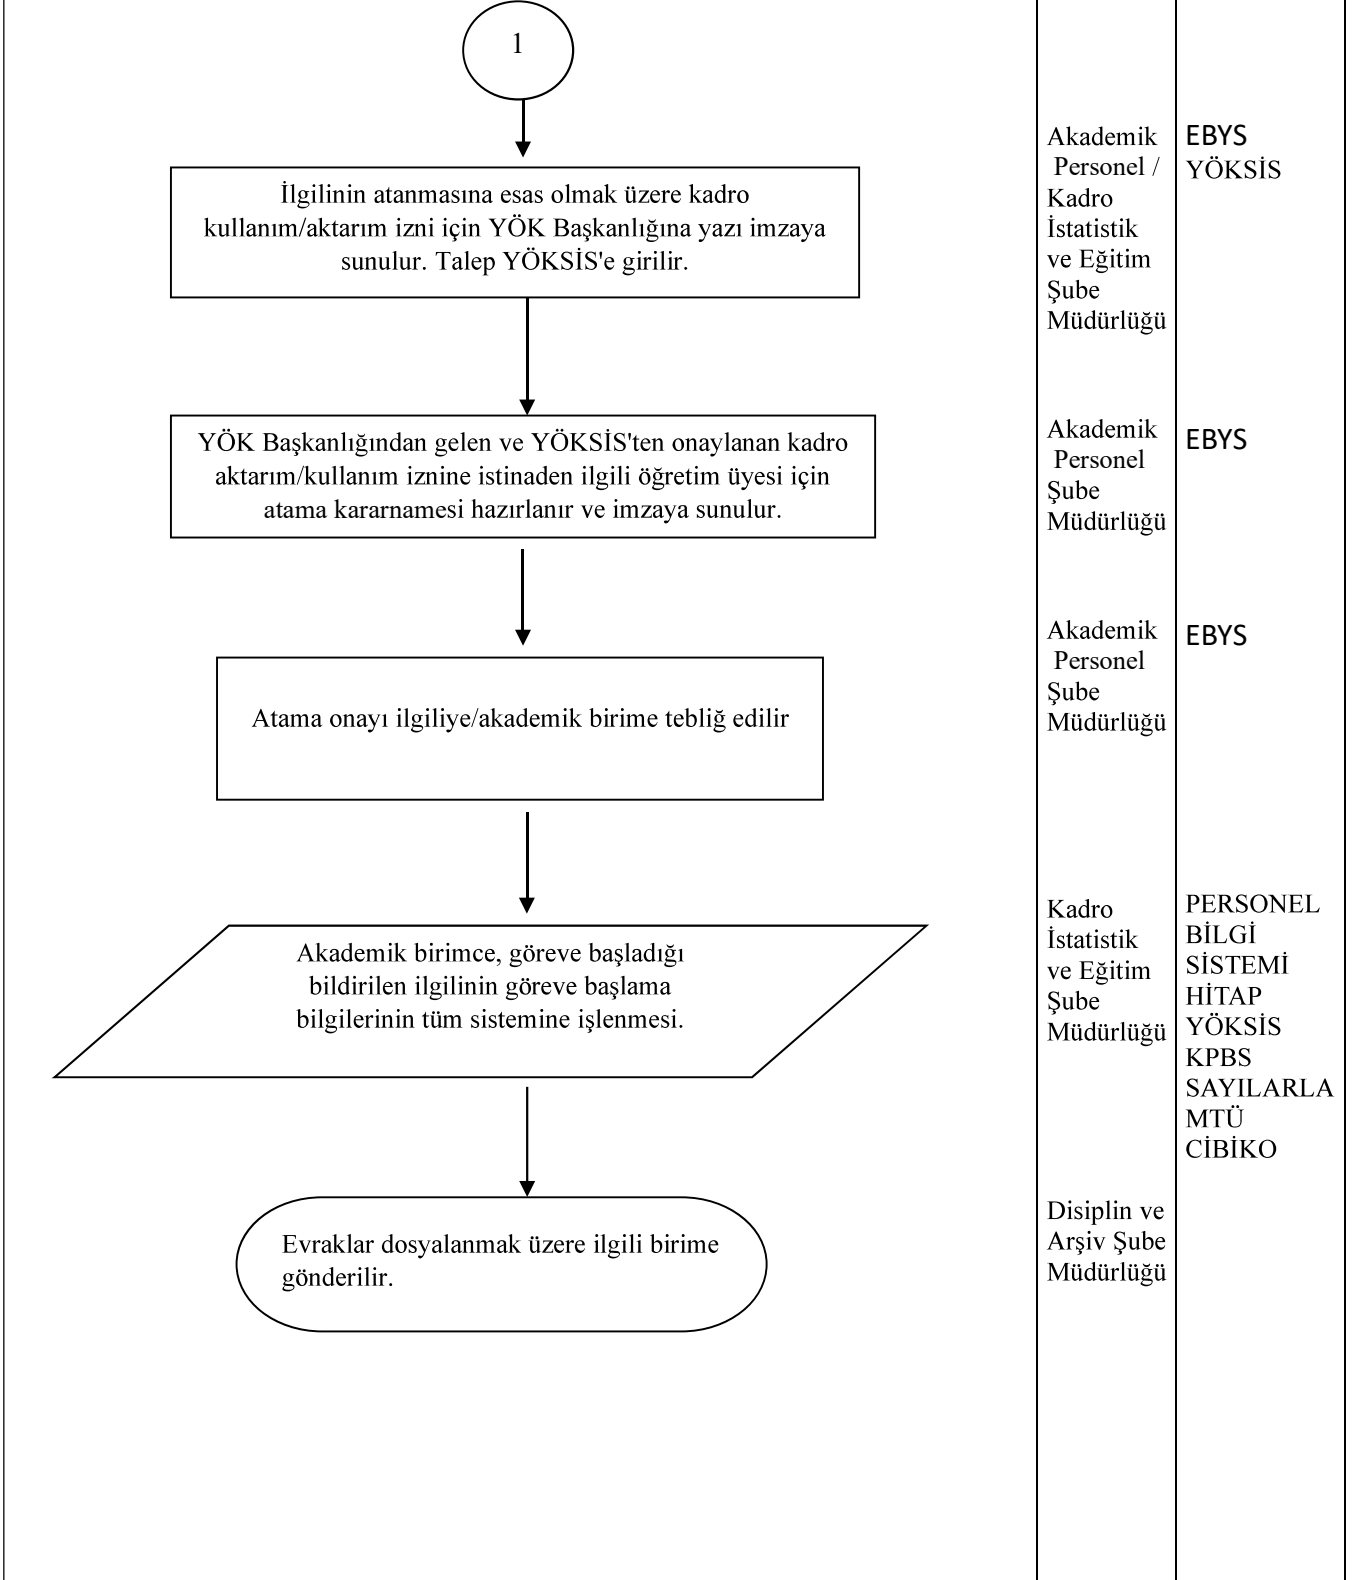 1
İlgilinin atanmasına esas olmak üzere kadro
kullanım/aktarım izni için YÖK Başkanlığına yazı imzaya
sunulur. Talep YÖKSİS'e girilir.
Akademik
Personel /
Kadro
İstatistik
ve Eğitim
Şube
Müdürlüğü
EBYS
YÖKSİS
YÖK Başkanlığından gelen ve YÖKSİS'ten onaylanan kadro
aktarım/kullanım iznine istinaden ilgili öğretim üyesi için
atama kararnamesi hazırlanır ve imzaya sunulur.
Akademik
Personel
Şube
Müdürlüğü
EBYS
Atama onayı ilgiliye/akademik birime tebliğ edilir
Akademik
Personel
Şube
Müdürlüğü
EBYS
Akademik birimce, göreve başladığı
bildirilen ilgilinin göreve başlama
bilgilerinin tüm sistemine işlenmesi.
Kadro
İstatistik
ve Eğitim
Şube
Müdürlüğü
PERSONEL
BİLGİ
SİSTEMİ
HİTAP
YÖKSİS
KPBS
SAYILARLA
MTÜ
CİBİKO
Evraklar dosyalanmak üzere ilgili birime
gönderilir.
Disiplin ve
Arşiv Şube
Müdürlüğü